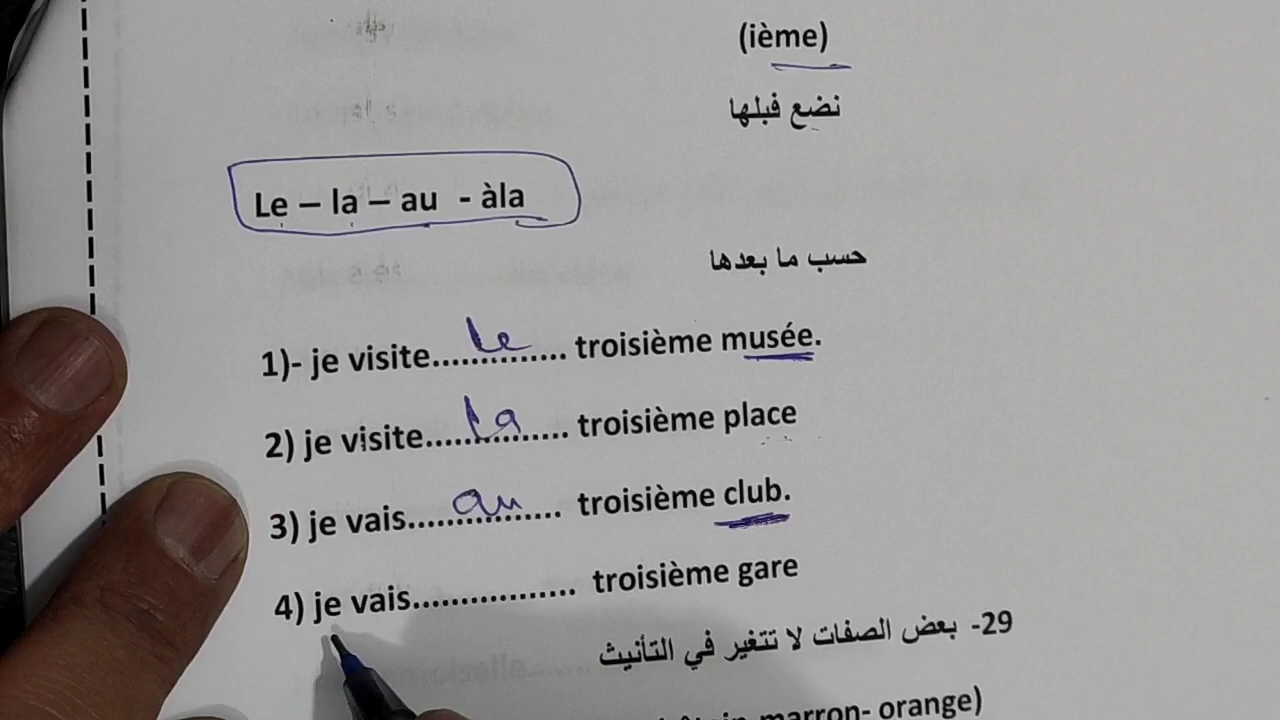 (ième)
نضع فبلها
Le – la – au - àla
حسب ما بعدها
1)- je visite......le......... troisième musée.
2) je visite......la......... troisième place
3) je vais......au......... troisième club.
4) je vais................. troisième gare
29- بعض الصفات لا تتغير في التأنيث
marron- orange)